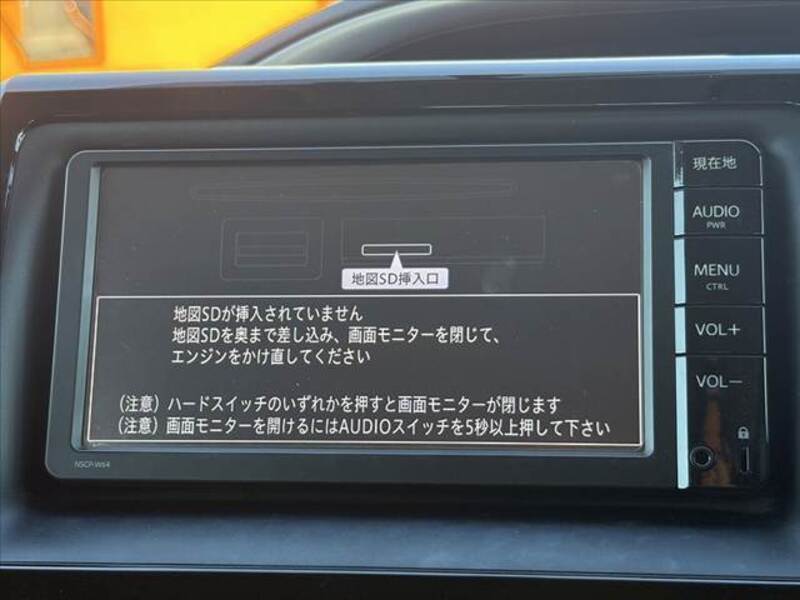 地図SD挿入口
地図SDが挿入されていません
地図SDを奥まで差し込み、画面モニターを閉じて、
エンジンをかけ直してください
（注意）ハードスイッチのいずれかを押すと画面モニターが閉じます
（注意）画面モニターを開けるにはAUDIOスイッチを5秒以上押して下さい
NSCP-W64
現在地
AUDIO
PWR
MENU
CTRL
VOL+
VOL−